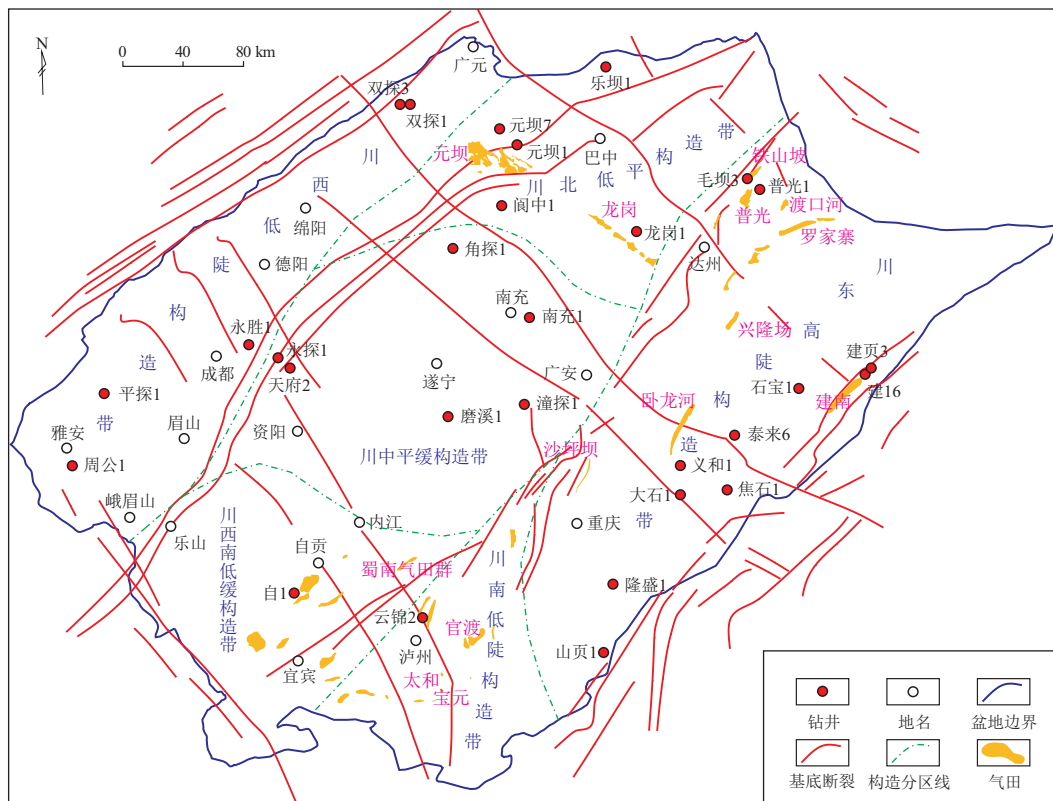 N
0 40 80 km
广元
乐坝1
双探3
双探1
元坝7
元坝1
元坝
巴中
铁山坡
毛坝3
普光1
普光
渡口河
罗家寨
阆中1
龙岗
龙岗1
达州
绵阳
角探1
德阳
南充
南充1
兴隆场
永胜1
永探1
天府2
成都
遂宁
广安
建页3
建16
建南
石宝1
平探1
卧龙河
潼探1
磨溪1
泰来6
雅安
眉山
资阳
周公1
沙坪坝
义和1
焦石1
大石1
峨眉山
乐山
内江
重庆
自贡
蜀南气田群
自1
隆盛1
云锦2
官渡
泸州
山页1
宜宾
太和
宝元
川西低陡构造带
川北低平构造带
川东高陡构造带
川中平缓构造带
川西南低缓构造带
川南低陡构造带
钻井
地名
盆地边界
基底断裂
构造分区线
气田